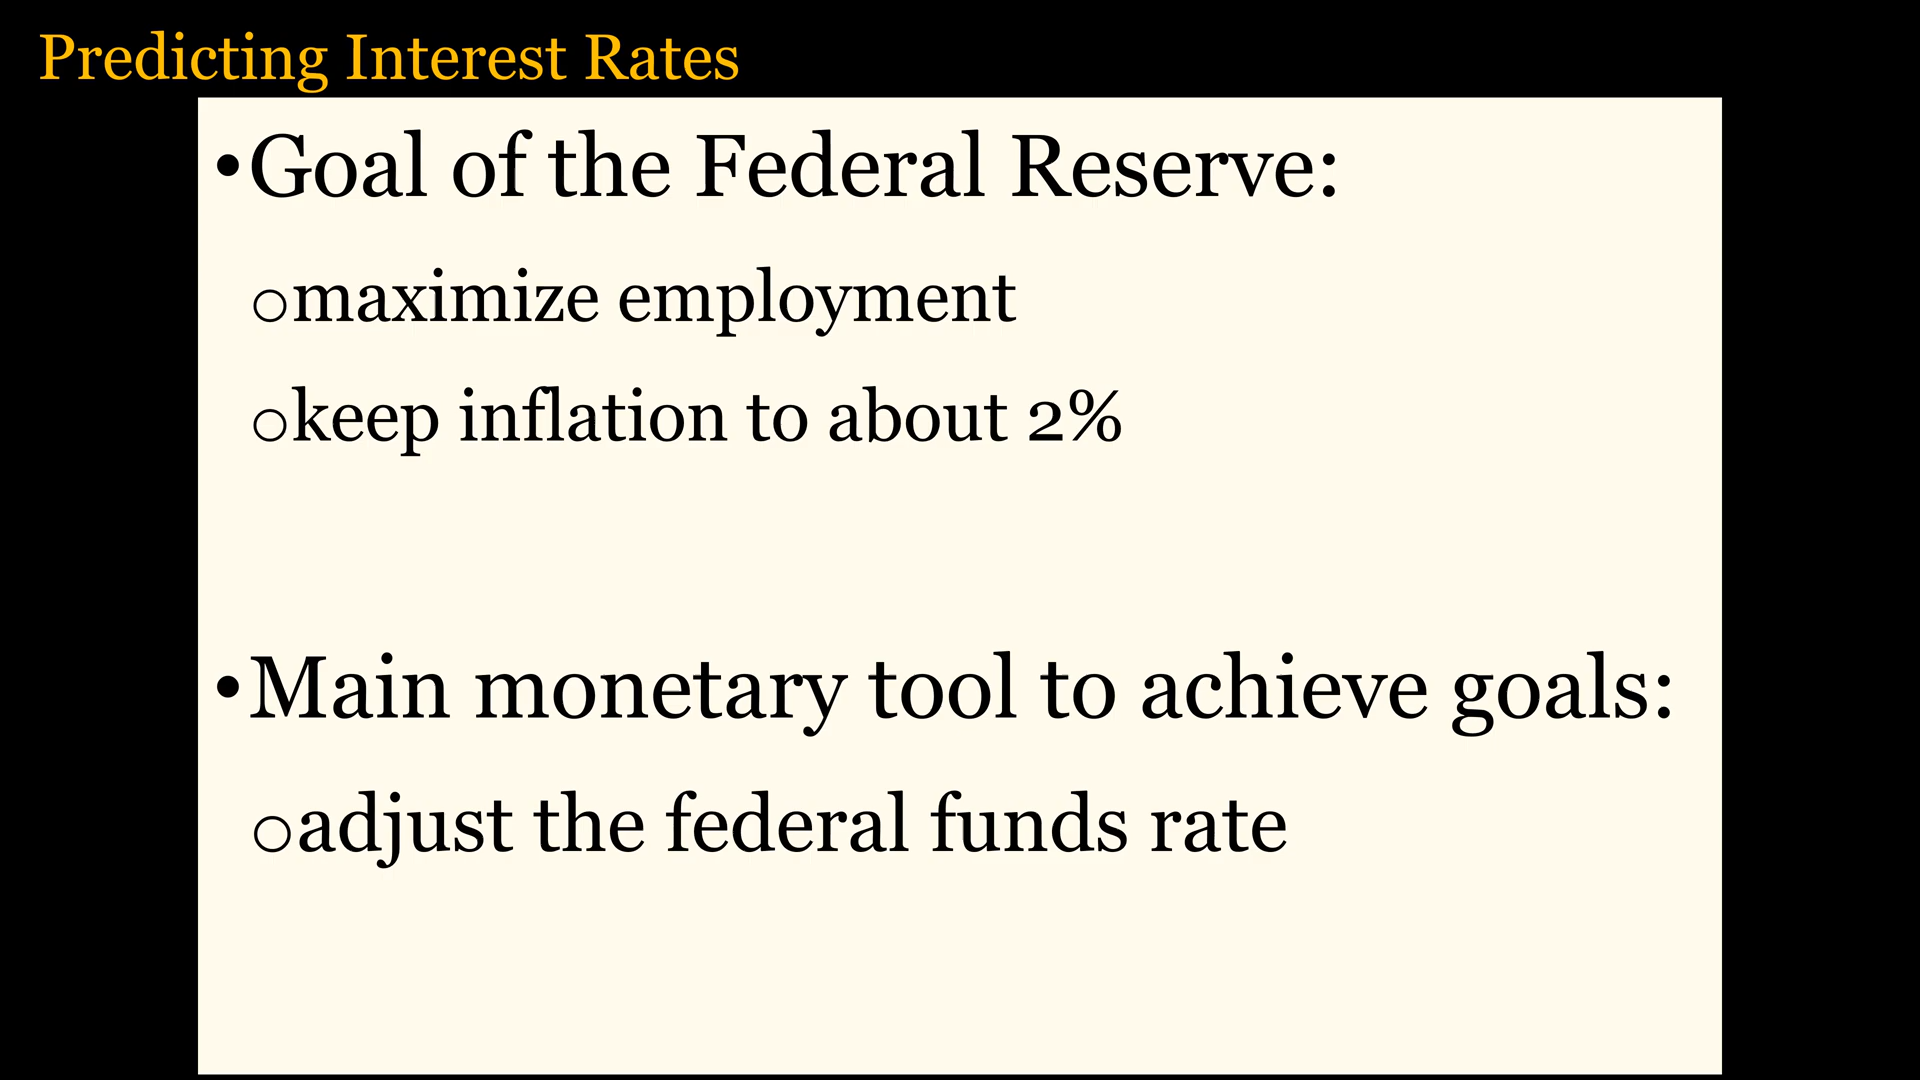 Predicting Interest Rates
•Goal of the Federal Reserve:
omaximize employment
okeep inflation to about 2%
•Main monetary tool to achieve goals:
oadjust the federal funds rate